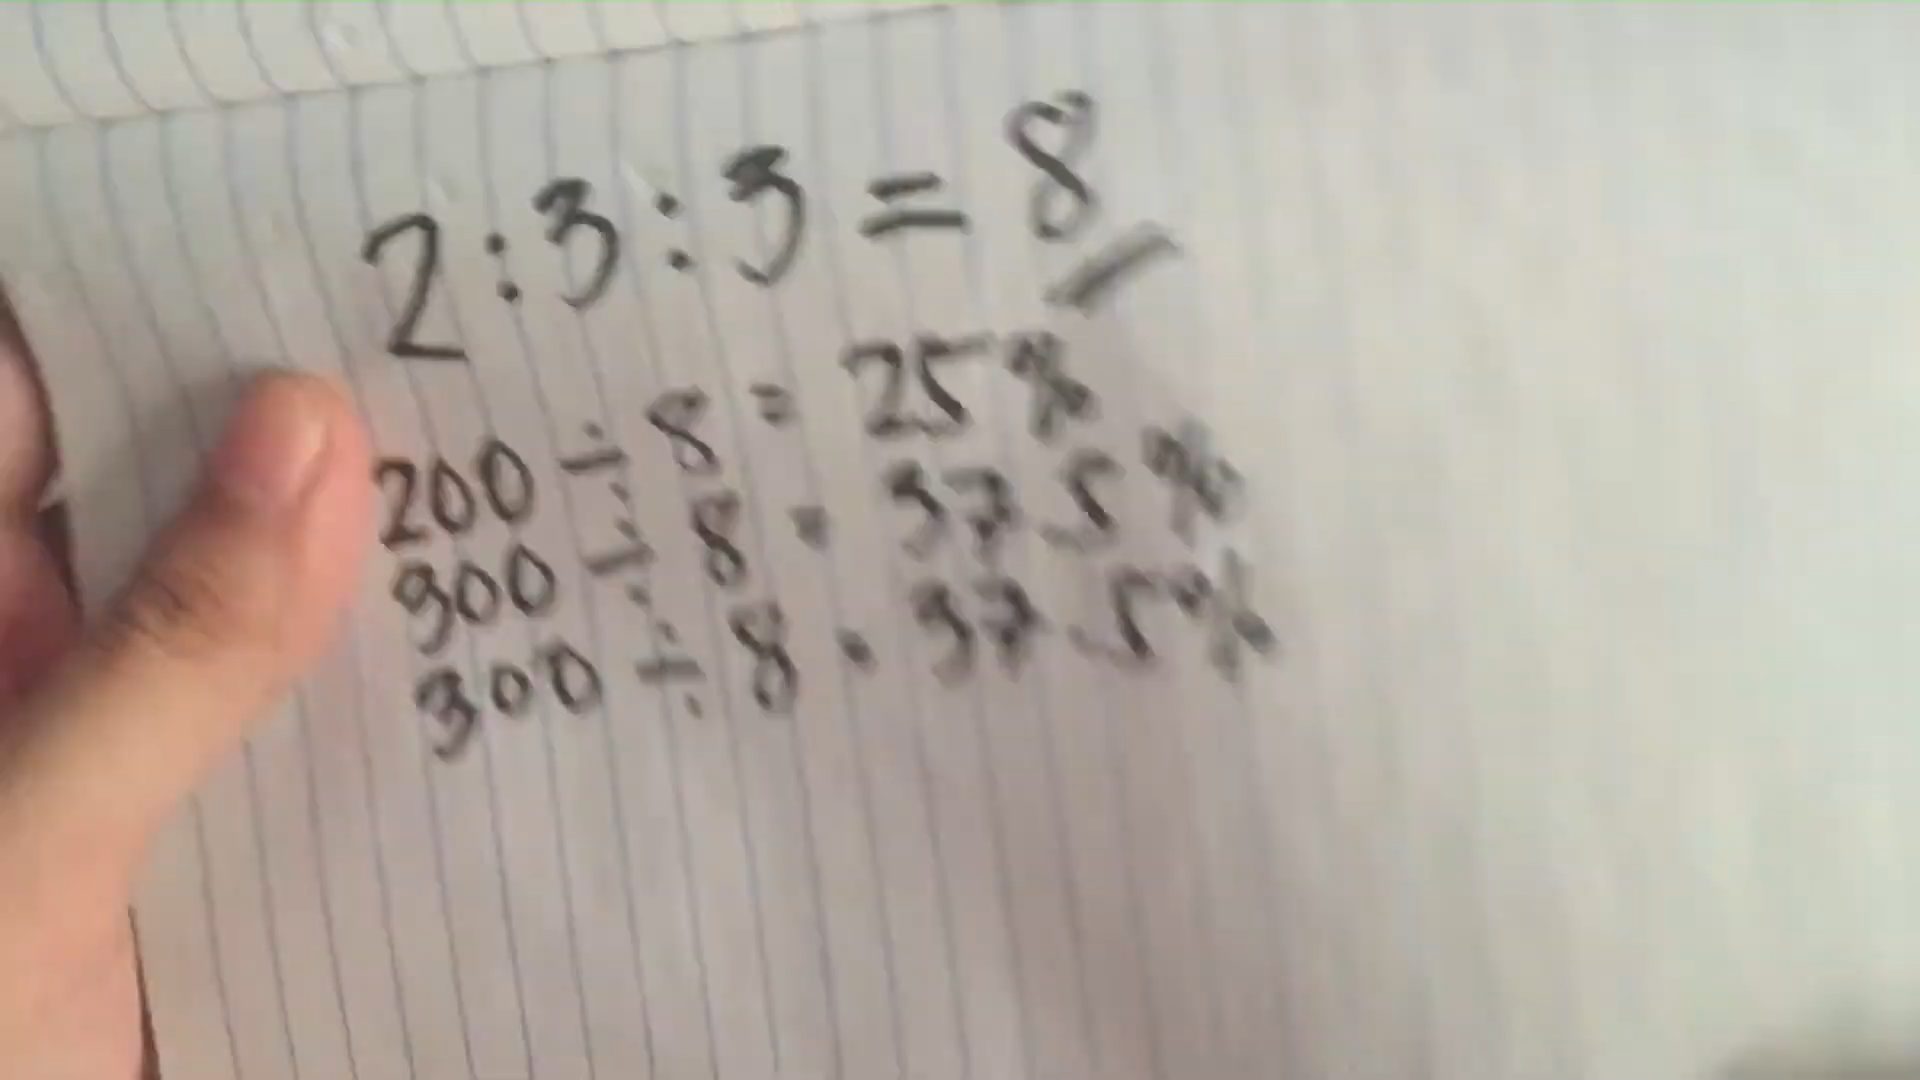 2:3:3 = 8
200 ÷ 8 = 25%
300 ÷ 8 = 37.5%
300 ÷ 8 = 37.5%